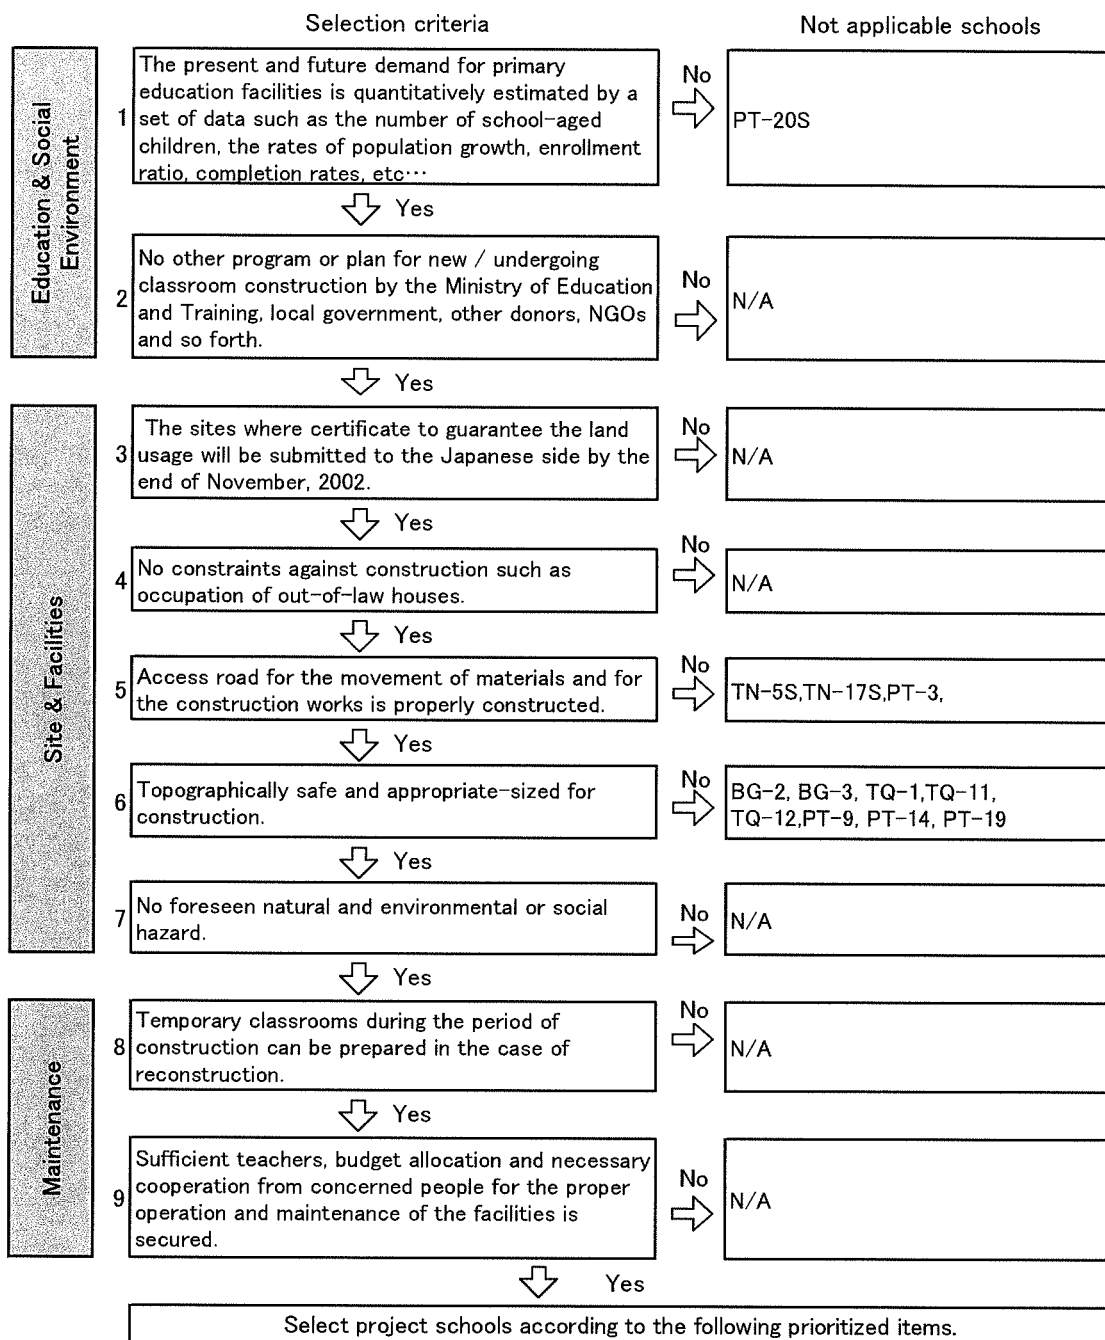 Selection criteria
Not applicable schools
Education & Social
Environment
1
The present and future demand for primary
education facilities is quantitatively estimated by a
set of data such as the number of school-aged
children, the rates of population growth, enrollment
ratio, completion rates, etc⋯
No
PT-20S
Yes
2
No other program or plan for new / undergoing
classroom construction by the Ministry of Education
and Training, local government, other donors, NGOs
and so forth.
No
N/A
Yes
Site & Facilities
3
The sites where certificate to guarantee the land
usage will be submitted to the Japanese side by the
end of November, 2002.
No
N/A
Yes
4
No constraints against construction such as
occupation of out-of-law houses.
No
N/A
Yes
5
Access road for the movement of materials and for
the construction works is properly constructed.
No
TN-5S,TN-17S,PT-3,
Yes
6
Topographically safe and appropriate-sized for
construction.
No
BG-2, BG-3, TQ-1,TQ-11,
TQ-12,PT-9, PT-14, PT-19
Yes
7
No foreseen natural and environmental or social
hazard.
No
N/A
Yes
Maintenance
8
Temporary classrooms during the period of
construction can be prepared in the case of
reconstruction.
No
N/A
Yes
9
Sufficient teachers, budget allocation and necessary
cooperation from concerned people for the proper
operation and maintenance of the facilities is
secured.
No
N/A
Yes
Select project schools according to the following prioritized items.